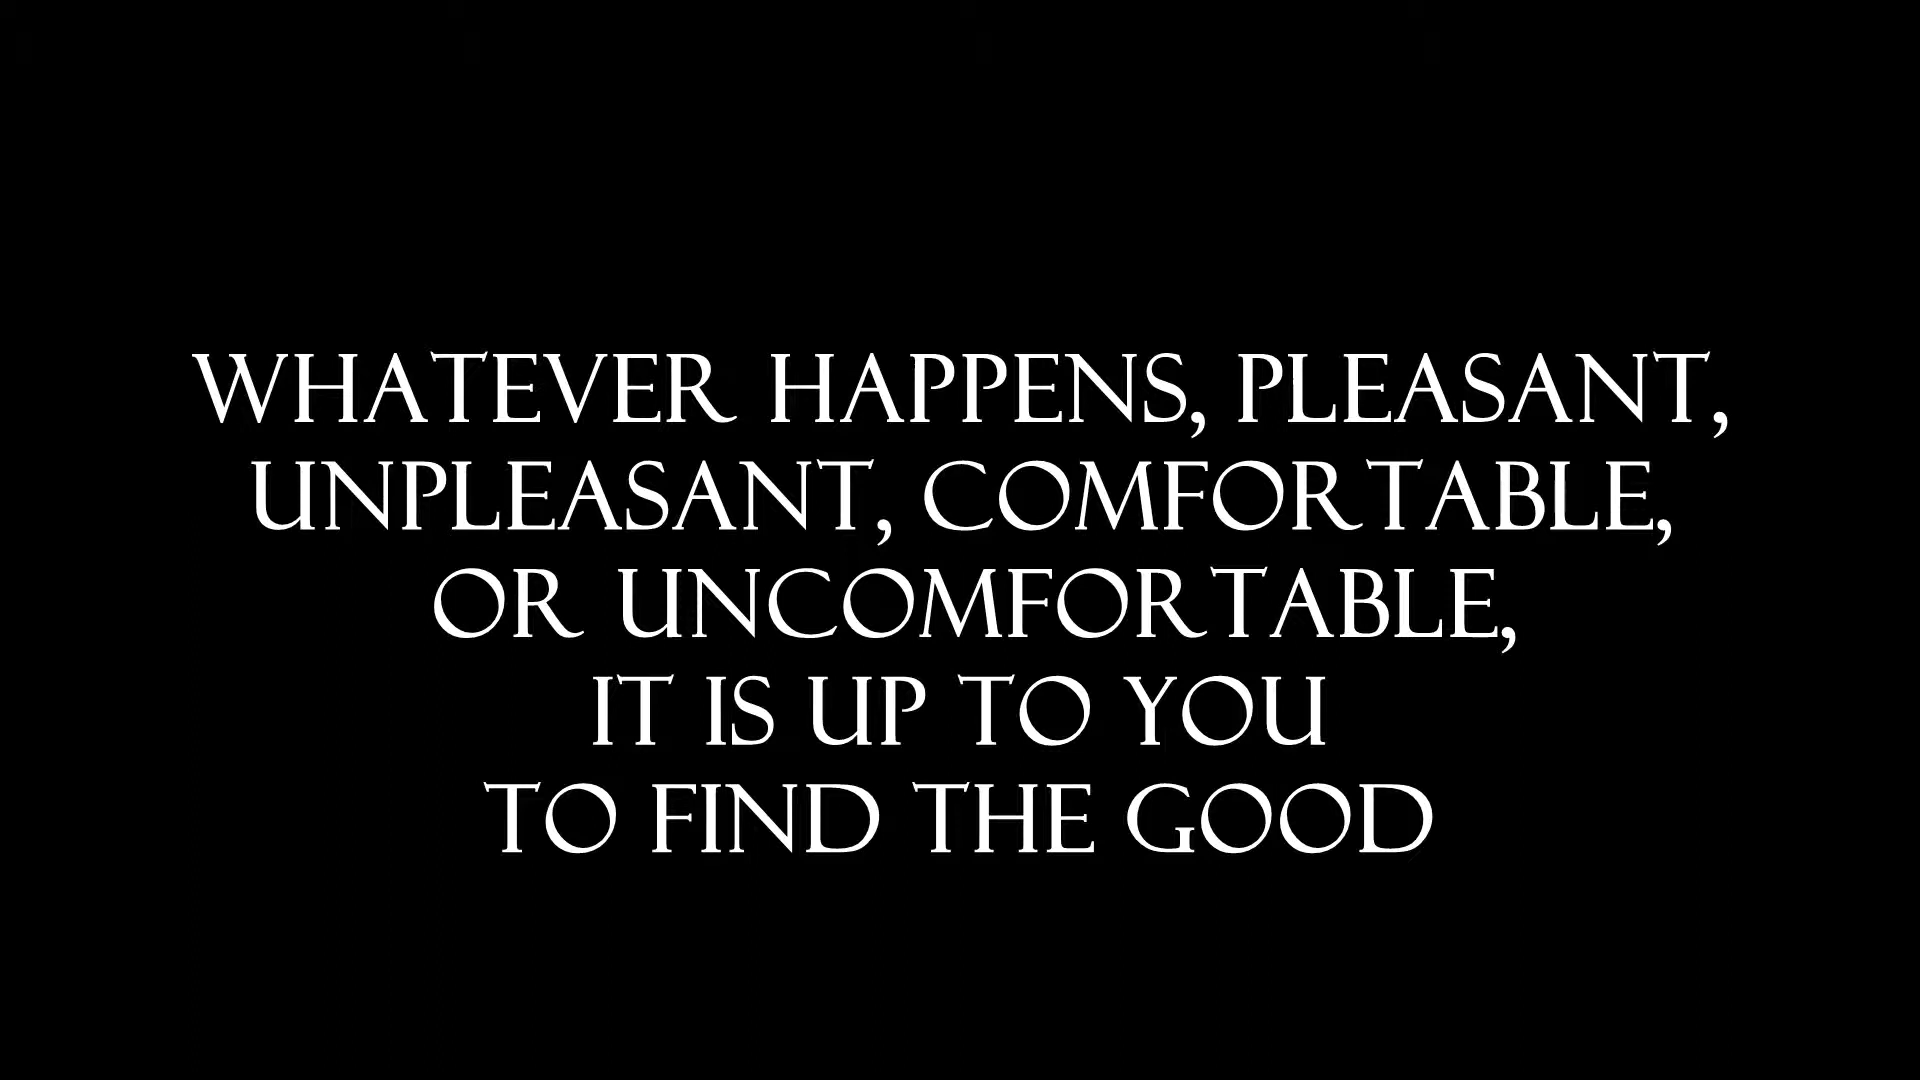 WHATEVER HAPPENS, PLEASANT,
UNPLEASANT, COMFORTABLE,
OR UNCOMFORTABLE,
IT IS UP TO YOU
TO FIND THE GOOD